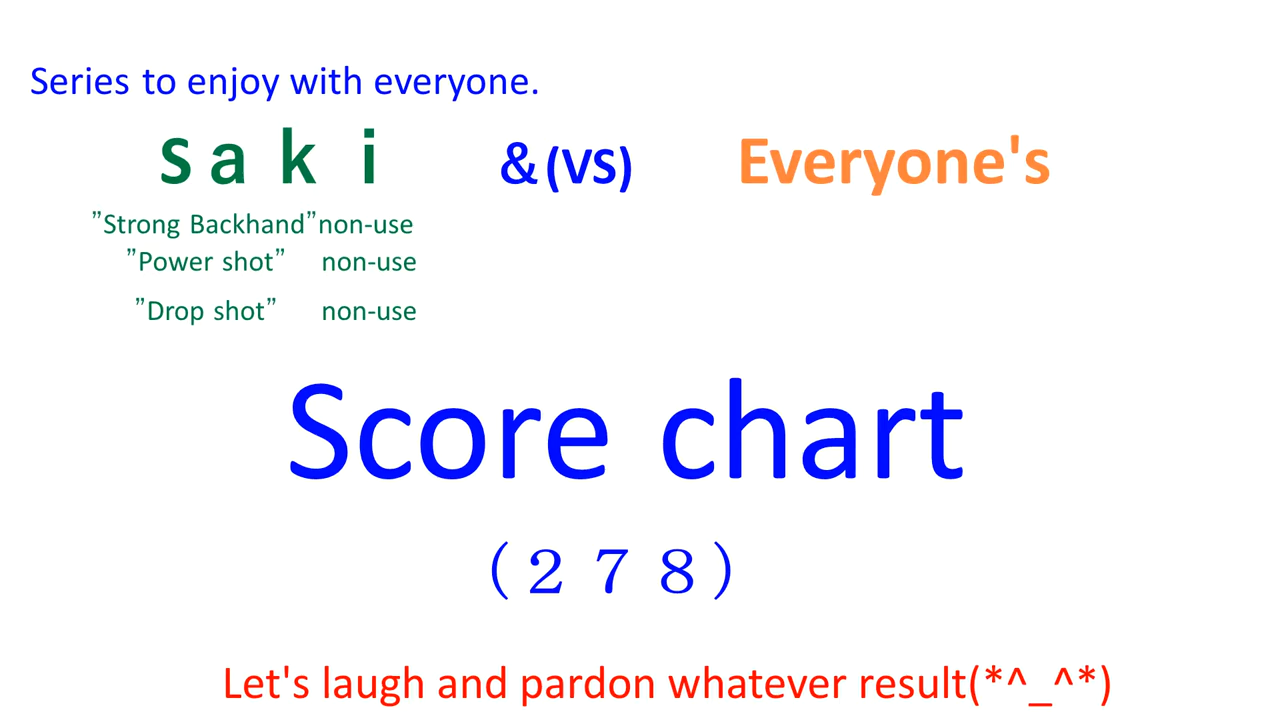 Series to enjoy with everyone.
ｓａｋｉ &(VS) Everyone's
”Strong Backhand”non-use
”Power shot” non-use
”Drop shot” non-use
Score chart
（２７８）
Let's laugh and pardon whatever result(*^_^*)